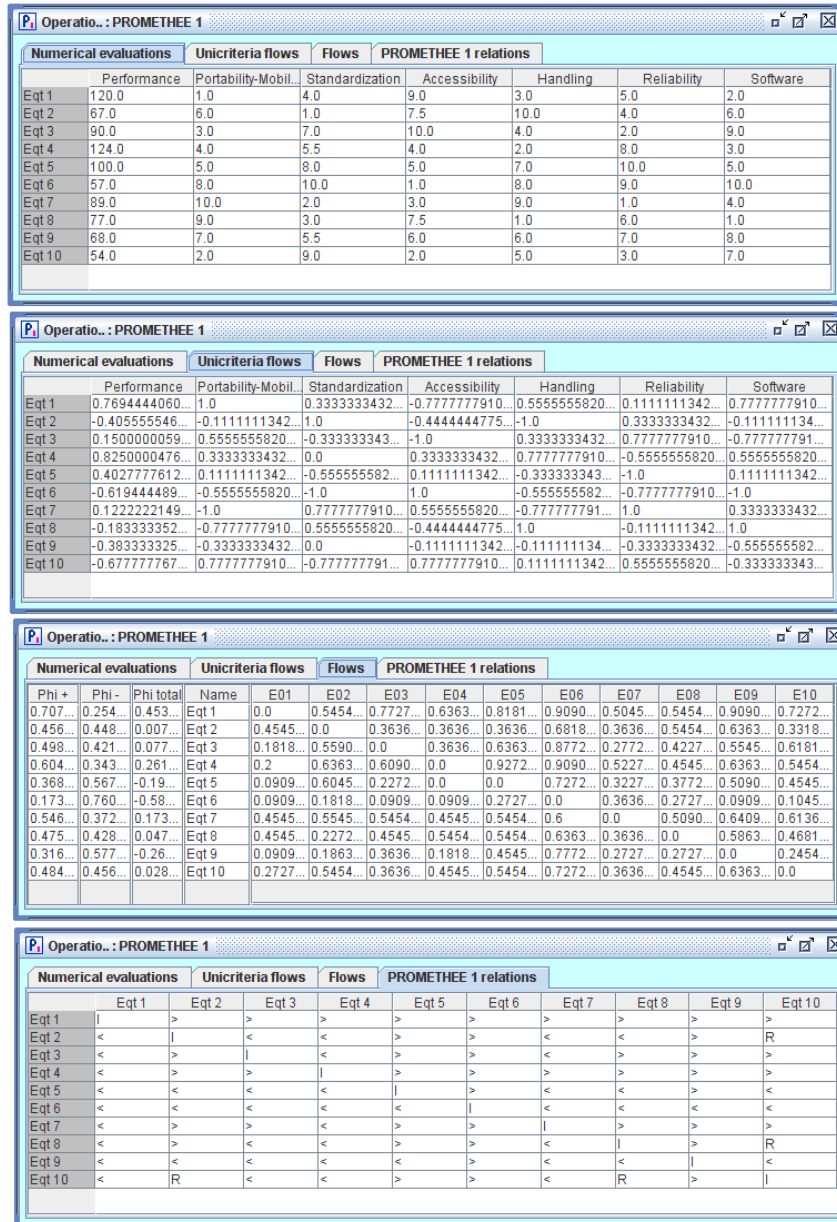 P₁ Operatio.. : PROMETHEE 1
Numerical evaluations Unicriteria flows Flows PROMETHEE 1 relations
Performance Portability-Mobil... Standardization Accessibility Handling Reliability Software
Eqt 1 120.0 1.0 4.0 9.0 3.0 5.0 2.0
Eqt 2 67.0 6.0 1.0 7.5 10.0 4.0 6.0
Eqt 3 90.0 3.0 7.0 10.0 4.0 2.0 9.0
Eqt 4 124.0 4.0 5.5 4.0 2.0 8.0 3.0
Eqt 5 100.0 5.0 8.0 5.0 7.0 10.0 5.0
Eqt 6 57.0 8.0 10.0 1.0 8.0 9.0 10.0
Eqt 7 89.0 10.0 2.0 3.0 9.0 1.0 4.0
Eqt 8 77.0 9.0 3.0 7.5 1.0 6.0 1.0
Eqt 9 68.0 7.0 5.5 6.0 6.0 7.0 8.0
Eqt 10 54.0 2.0 9.0 2.0 5.0 3.0 7.0
P₁ Operatio.. : PROMETHEE 1
Numerical evaluations Unicriteria flows Flows PROMETHEE 1 relations
Performance Portability-Mobil... Standardization Accessibility Handling Reliability Software
Eqt 1 0.7694444060... 1.0 0.3333333432... -0.7777777910... 0.5555555820... 0.1111111342... 0.7777777910...
Eqt 2 -0.405555546... -0.1111111342... 1.0 -0.4444444775... -1.0 0.3333333432... -0.111111134...
Eqt 3 0.1500000059... 0.5555555820... -0.333333343... -1.0 0.3333333432... 0.7777777910... -0.777777791...
Eqt 4 0.8250000476... 0.3333333432... 0.0 0.3333333432... 0.7777777910... -0.5555555820... 0.5555555820...
Eqt 5 0.4027777612... 0.1111111342... -0.555555582... 0.1111111342... -0.333333343... -1.0 0.1111111342...
Eqt 6 -0.619444489... -0.5555555820... -1.0 1.0 -0.555555582... -0.7777777910... -1.0
Eqt 7 0.1222222149... -1.0 0.7777777910... 0.5555555820... -0.777777791... 1.0 0.3333333432...
Eqt 8 -0.183333352... -0.7777777910... 0.5555555820... -0.4444444775... 1.0 -0.1111111342... 1.0
Eqt 9 -0.383333325... -0.3333333432... 0.0 -0.1111111342... -0.111111134... -0.3333333432... -0.555555582...
Eqt 10 -0.677777767... 0.7777777910... -0.777777791... 0.7777777910... 0.1111111342... 0.5555555820... -0.333333343...
P₁ Operatio.. : PROMETHEE 1
Numerical evaluations Unicriteria flows Flows PROMETHEE 1 relations
Phi + Phi - Phi total Name E01 E02 E03 E04 E05 E06 E07 E08 E09 E10
0.707... 0.254... 0.453... Eqt 1 0.0 0.5454... 0.7727... 0.6363... 0.8181... 0.9090... 0.5045... 0.5454... 0.9090... 0.7272...
0.456... 0.448... 0.007... Eqt 2 0.4545... 0.0 0.3636... 0.3636... 0.3636... 0.6818... 0.3636... 0.5454... 0.6363... 0.3318...
0.498... 0.421... 0.077... Eqt 3 0.1818... 0.5590... 0.0 0.3636... 0.6363... 0.8772... 0.2772... 0.4227... 0.5545... 0.6181...
0.604... 0.343... 0.261... Eqt 4 0.2 0.6363... 0.6090... 0.0 0.9272... 0.9090... 0.5227... 0.4545... 0.6363... 0.5454...
0.368... 0.567... -0.19... Eqt 5 0.0909... 0.6045... 0.2272... 0.0 0.0 0.7272... 0.3227... 0.3772... 0.5090... 0.4545...
0.173... 0.760... -0.58... Eqt 6 0.0909... 0.1818... 0.0909... 0.0909... 0.2727... 0.0 0.3636... 0.2727... 0.0909... 0.1045...
0.546... 0.372... 0.173... Eqt 7 0.4545... 0.5545... 0.5454... 0.4545... 0.5454... 0.6 0.0 0.5090... 0.6409... 0.6136...
0.475... 0.428... 0.047... Eqt 8 0.4545... 0.2272... 0.4545... 0.5454... 0.5454... 0.6363... 0.3636... 0.0 0.5863... 0.4681...
0.316... 0.577... -0.26... Eqt 9 0.0909... 0.1863... 0.3636... 0.1818... 0.4545... 0.7772... 0.2727... 0.2727... 0.0 0.2454...
0.484... 0.456... 0.028... Eqt 10 0.2727... 0.5454... 0.3636... 0.4545... 0.5454... 0.7272... 0.3636... 0.4545... 0.6363... 0.0
P₁ Operatio.. : PROMETHEE 1
Numerical evaluations Unicriteria flows Flows PROMETHEE 1 relations
Eqt 1 Eqt 2 Eqt 3 Eqt 4 Eqt 5 Eqt 6 Eqt 7 Eqt 8 Eqt 9 Eqt 10
Eqt 1 I > > > > > > > > >
Eqt 2 < I < < > > < < > R
Eqt 3 < > I < > > < > > >
Eqt 4 < > > I > > > > > >
Eqt 5 < < < < I > < < > <
Eqt 6 < < < < < I < < < <
Eqt 7 < > > < > > I > > >
Eqt 8 < > < < > > < I > R
Eqt 9 < < < < < > < < I <
Eqt 10 < R < < > > < R > I